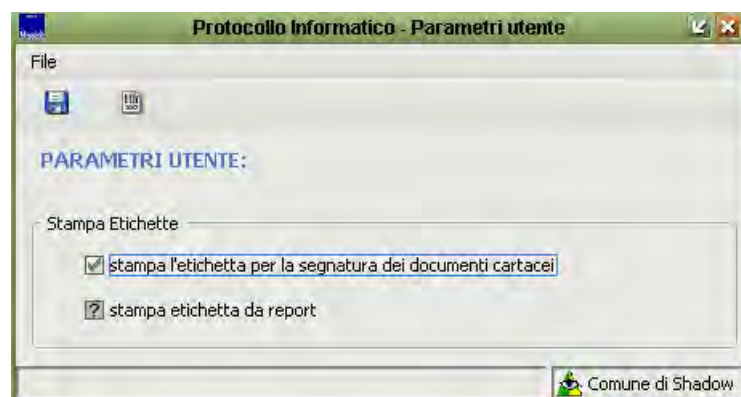 Protocollo Informatico - Parametri utente
File
PARAMETRI UTENTE:
Stampa Etichette
stampa l'etichetta per la segnatura dei documenti cartacei
? stampa etichetta da report
Comune di Shadow